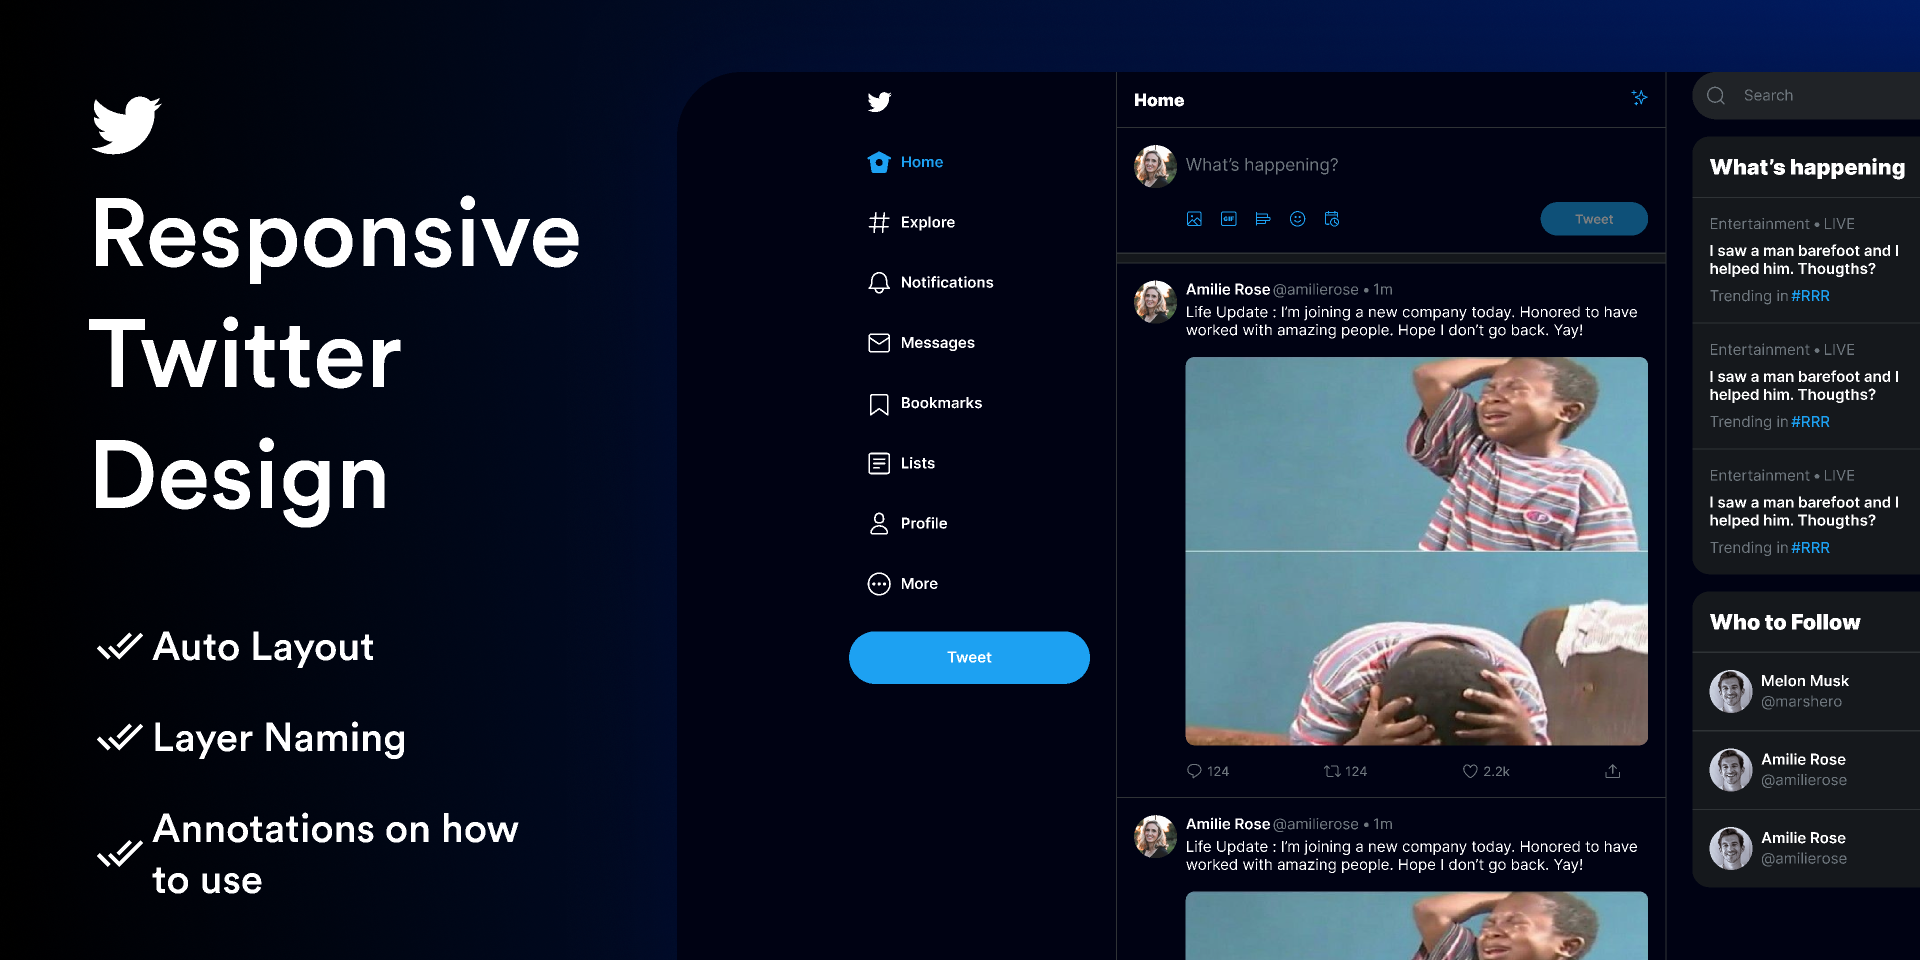 Responsive
Twitter
Design
Auto Layout
Layer Naming
Annotations on how
to use
Home
Explore
Notifications
Messages
Bookmarks
Lists
Profile
More
Tweet
Home
What's happening?
GIF
Tweet
Amilie Rose @amilierose • 1m
Life Update : I'm joining a new company today. Honored to have
worked with amazing people. Hope I don't go back. Yay!
124
124
2.2k
Amilie Rose @amilierose • 1m
Life Update : I'm joining a new company today. Honored to have
worked with amazing people. Hope I don't go back. Yay!
Search
What's happening
Entertainment • LIVE
I saw a man barefoot and I
helped him. Thougths?
Trending in #RRR
Entertainment • LIVE
I saw a man barefoot and I
helped him. Thougths?
Trending in #RRR
Entertainment • LIVE
I saw a man barefoot and I
helped him. Thougths?
Trending in #RRR
Who to Follow
Melon Musk
@marshero
Amilie Rose
@amilierose
Amilie Rose
@amilierose